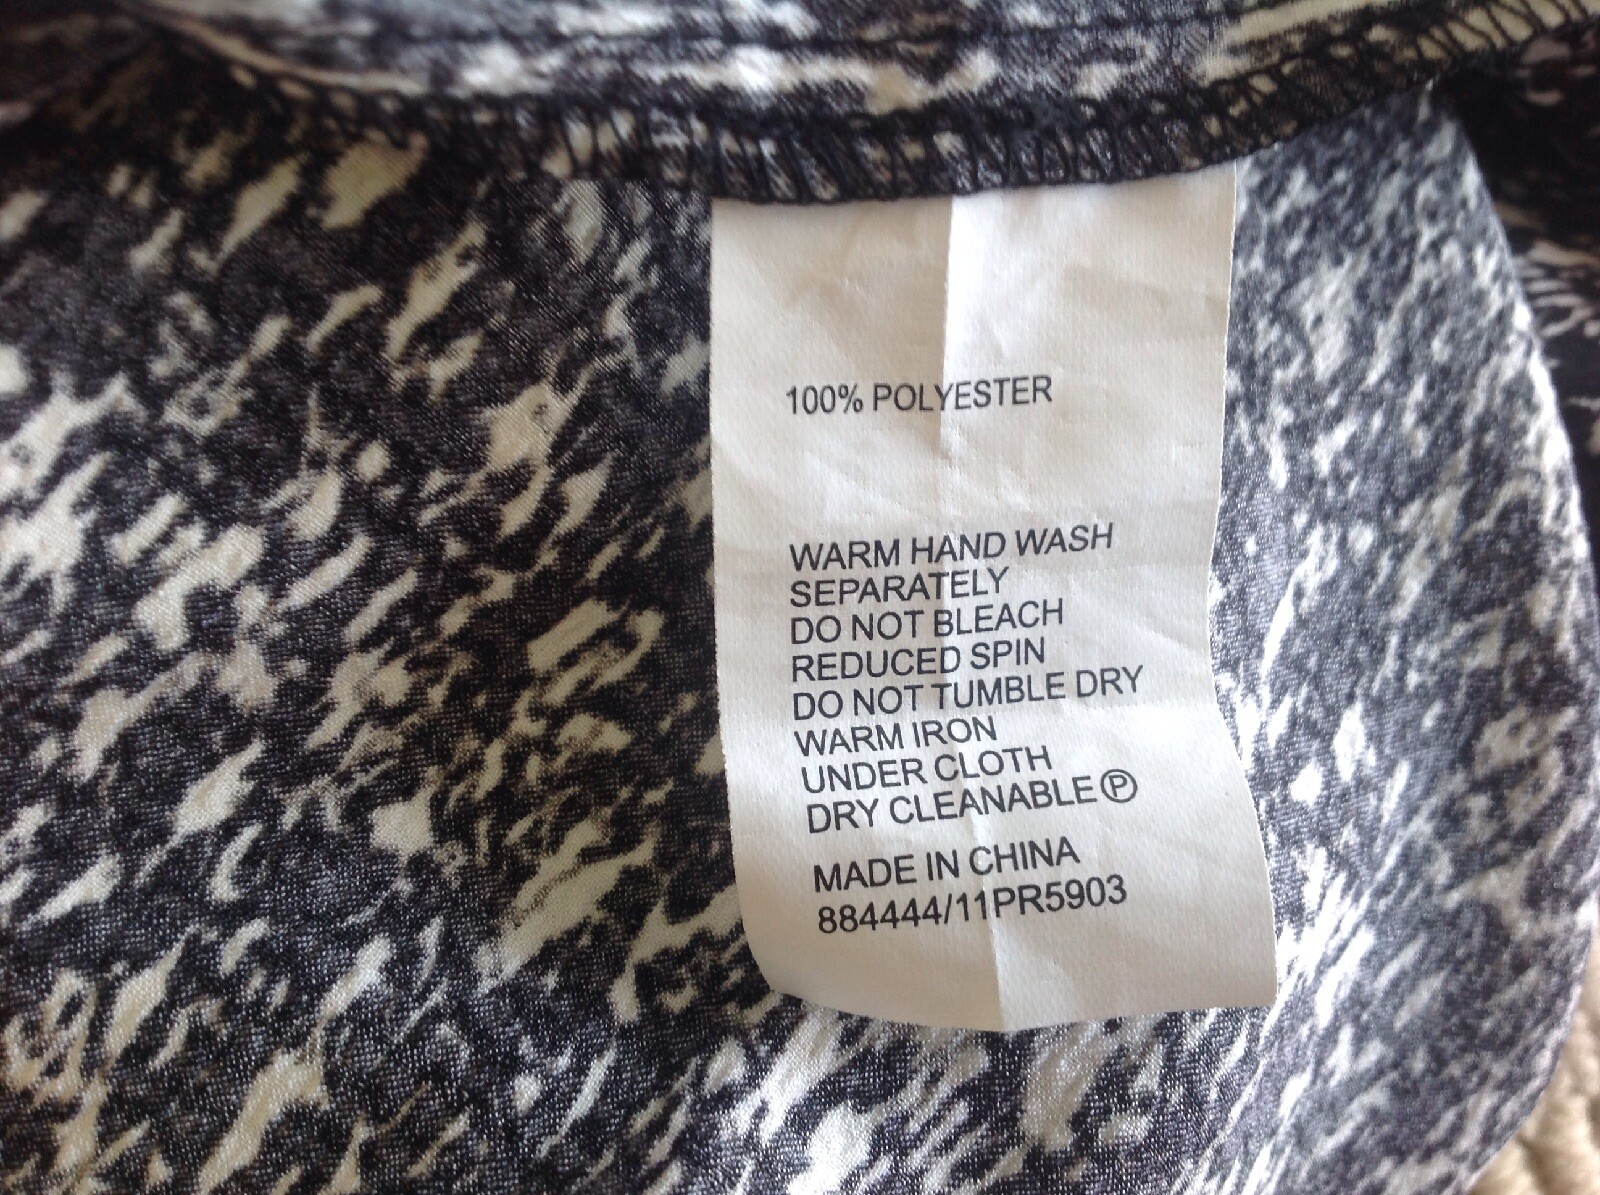 100% POLYESTER
WARM HAND WASH
SEPARATELY
DO NOT BLEACH
REDUCED SPIN
DO NOT TUMBLE DRY
WARM IRON
UNDER CLOTH
DRY CLEANABLE Ⓟ
MADE IN CHINA
884444/11PR5903